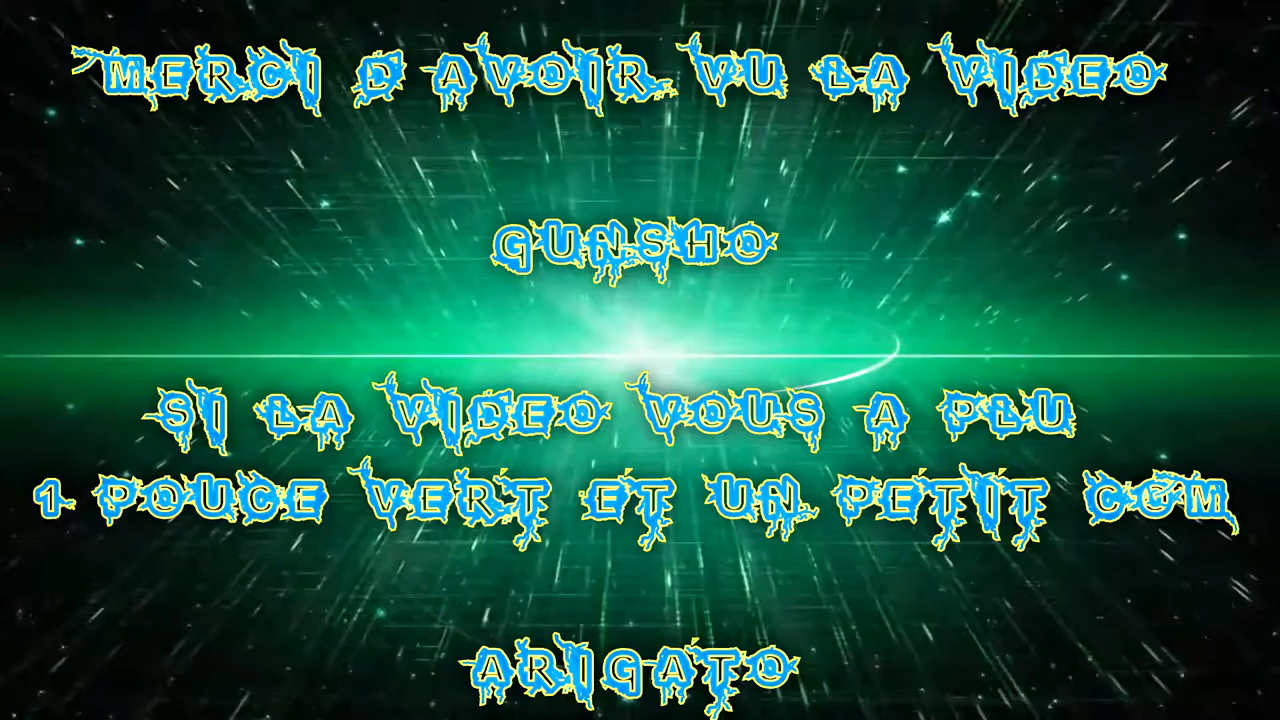 MERCI D AVOIR VU LA VIDEO
GUNSHO
SI LA VIDEO VOUS A PLU
1 POUCE VERT ET UN PETIT COM
ARIGATO